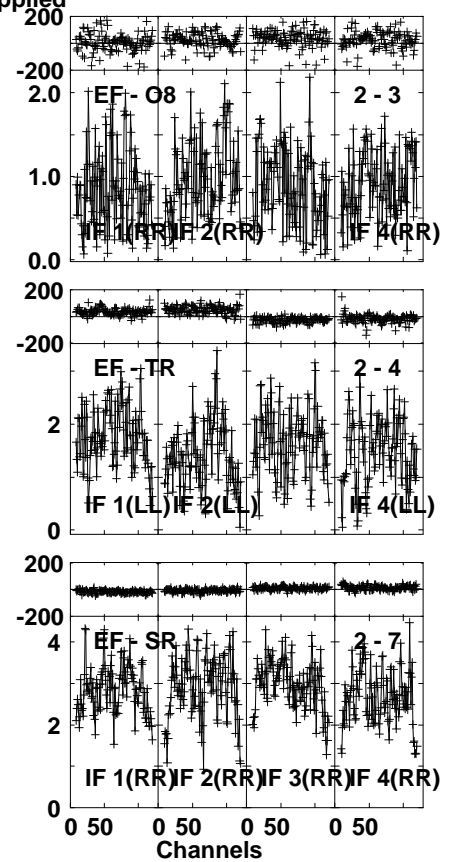 pplied
200
-200
EF - O8 2 - 3
2.0
1.0
IF 1(RR) IF 2(RR) IF 4(RR)
0.0
200
-200
EF - TR 2 - 4
2
IF 1(LL) IF 2(LL) IF 4(LL)
0
200
-200
EF - SR 2 - 7
4
2
IF 1(RR) IF 2(RR) IF 3(RR) IF 4(RR)
0
0 50 0 50 0 50 0 50
Channels